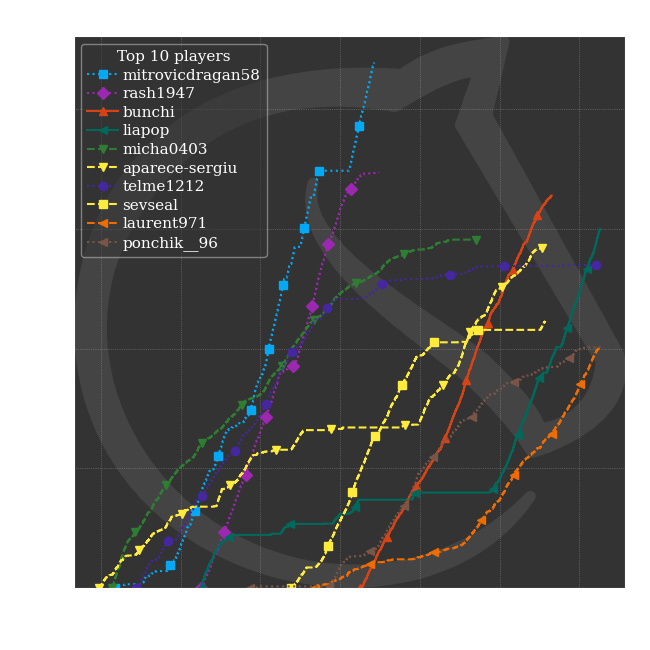 Top 10 players
mitrovicdragan58
rash1947
bunchi
liapop
micha0403
aparece-sergiu
telme1212
sevseal
laurent971
ponchik__96